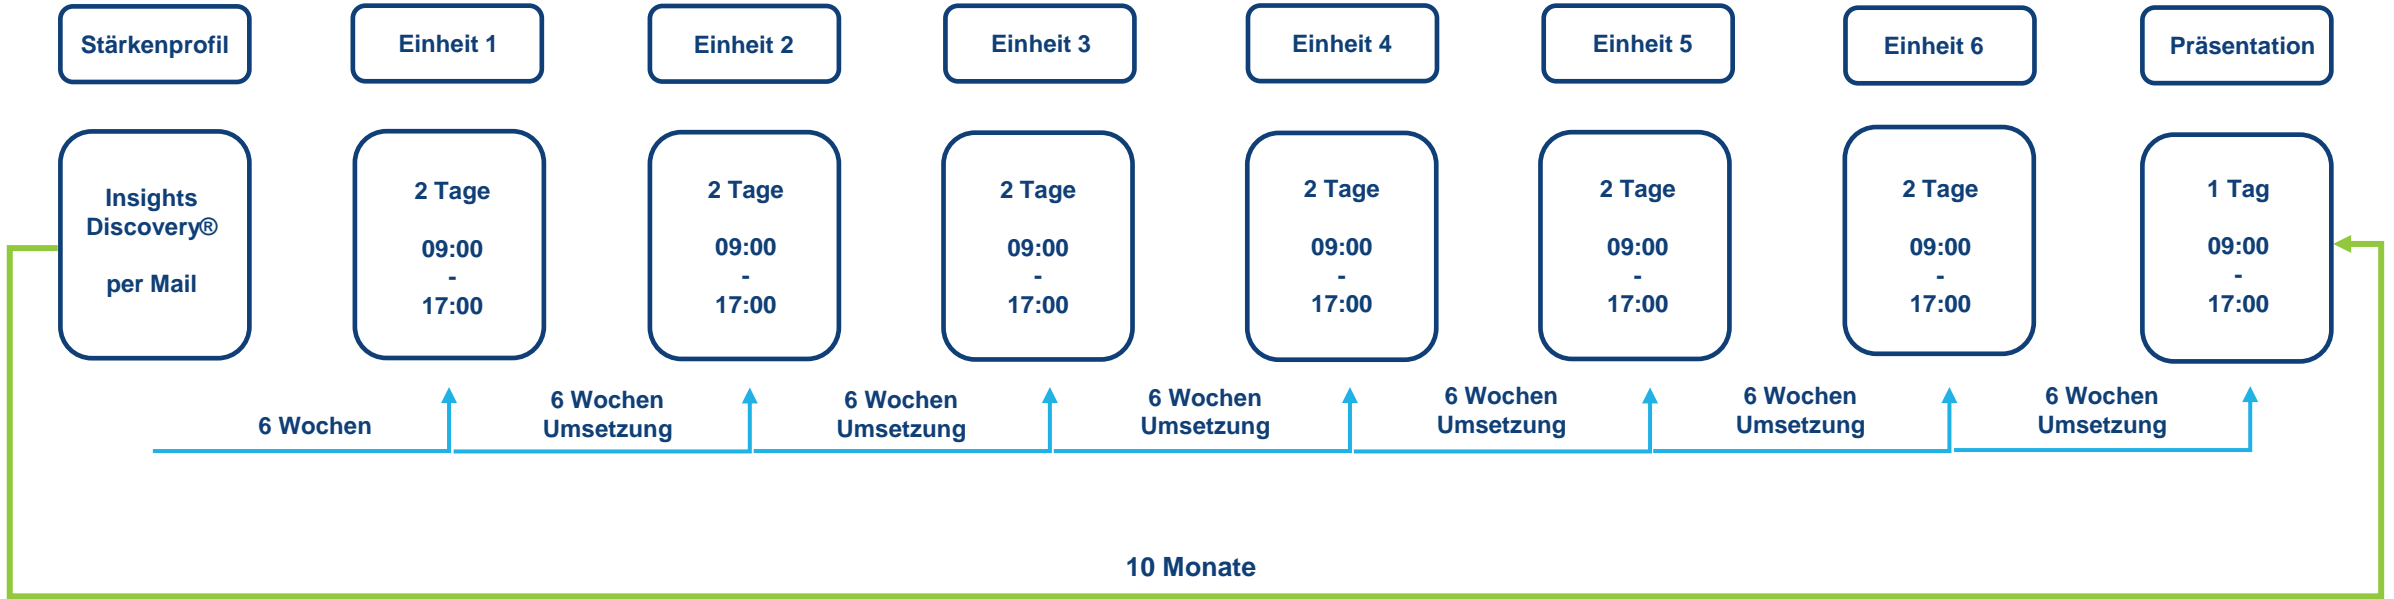 Stärkenprofil
Einheit 1
Einheit 2
Einheit 3
Einheit 4
Einheit 5
Einheit 6
Präsentation
Insights
Discovery®
per Mail
2 Tage
09:00
-
17:00
2 Tage
09:00
-
17:00
2 Tage
09:00
-
17:00
2 Tage
09:00
-
17:00
2 Tage
09:00
-
17:00
2 Tage
09:00
-
17:00
1 Tag
09:00
-
17:00
6 Wochen
6 Wochen
Umsetzung
6 Wochen
Umsetzung
6 Wochen
Umsetzung
6 Wochen
Umsetzung
6 Wochen
Umsetzung
6 Wochen
Umsetzung
10 Monate